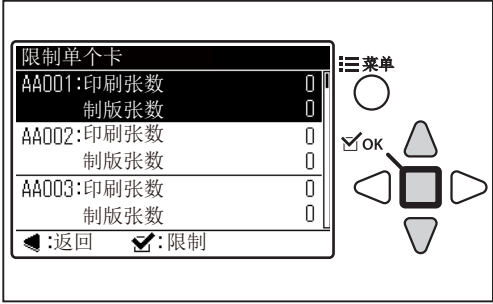 限制单个卡
AA001:印刷张数 0
制版张数 0
AA002:印刷张数 0
制版张数 0
AA003:印刷张数 0
制版张数 0
:返回 :限制
菜单
OK